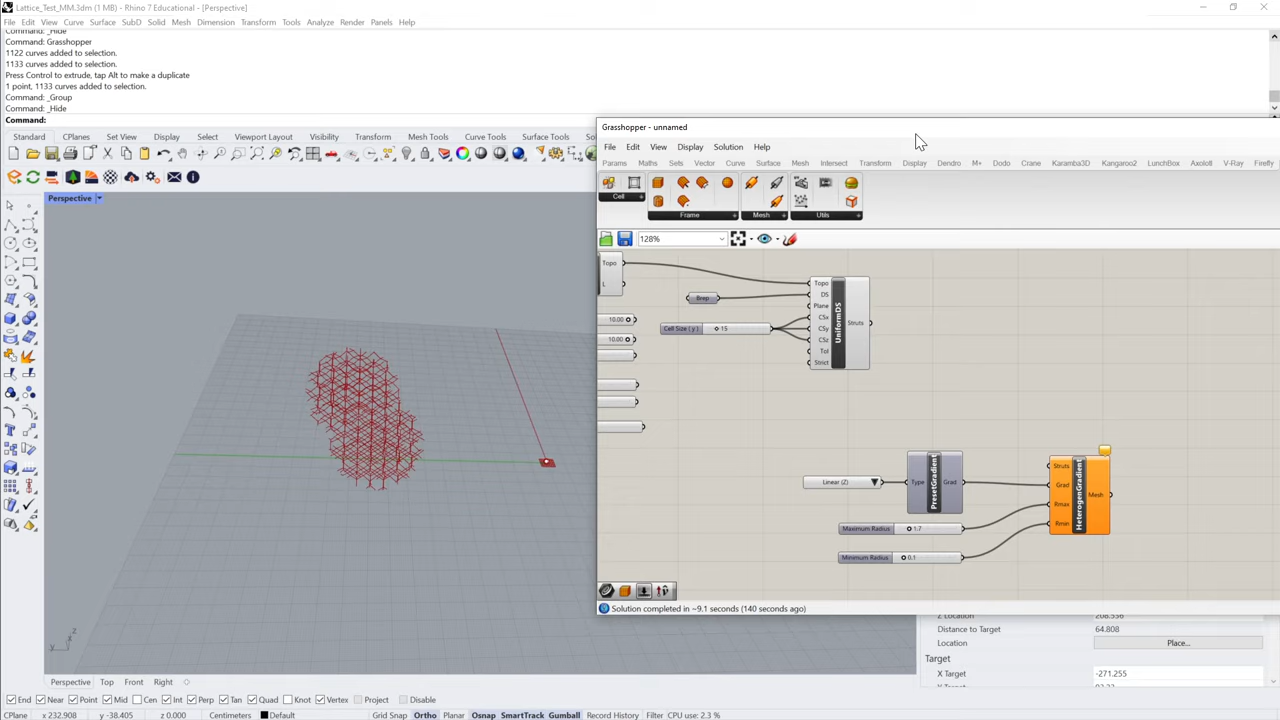 Lattice_Test_MM.3dm (1 MB) - Rhino 7 Educational - [Perspective]
File Edit View Curve Surface SubD Solid Mesh Dimension Transform Tools Analyze Render Panels Help
Command: _Hide
Command: Grasshopper
1122 curves added to selection.
1133 curves added to selection.
Press Control to extrude, tap Alt to make a duplicate
1 point, 1133 curves added to selection.
Command: _Group
Command: _Hide
Command:
Standard CPlanes Set View Display Select Viewport Layout Visibility Transform Mesh Tools Curve Tools Surface Tools
Perspective
Grasshopper - unnamed
File Edit View Display Solution Help
Params Maths Sets Vector Curve Surface Mesh Intersect Transform Display Dendro M+ Dodo Crane Karamba3D Kangaroo2 LunchBox Axolotl V-Ray Firefly
Cell Frame Mesh Utils
128%
Topo
L
10.00
10.00
Brep
Cell Size ( y ) 15
Topo
DS
Plane
CSx
CSy
CSz
Tol
Strict
UniformDS
Struts
Linear (Z)
Type
PresetGradient
Grad
Maximum Radius 1.7
Minimum Radius 0.1
Struts
Grad
Rmax
Rmin
HeterogenGradient
Mesh
Solution completed in ~9.1 seconds (140 seconds ago)
Distance to Target 64.808
Location Place...
Target
X Target -271.255
z
y x
Perspective Top Front Right
End Near Point Mid Cen Int Perp Tan Quad Knot Vertex Project Disable
CPlane x 232.908 y -38.405 z 0.000 Centimeters Default Grid Snap Ortho Planar Osnap SmartTrack Gumball Record History Filter CPU use: 2.3 %